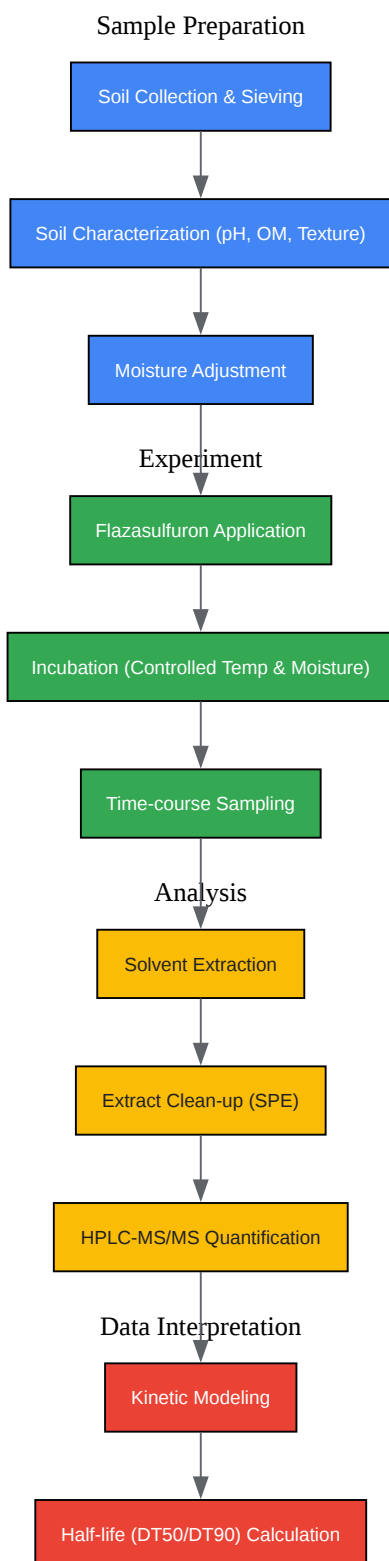 Sample Preparation
Soil Collection & Sieving
Soil Characterization (pH, OM, Texture)
Moisture Adjustment
Experiment
Flazasulfuron Application
Incubation (Controlled Temp & Moisture)
Time-course Sampling
Analysis
Solvent Extraction
Extract Clean-up (SPE)
HPLC-MS/MS Quantification
Data Interpretation
Kinetic Modeling
Half-life (DT50/DT90) Calculation